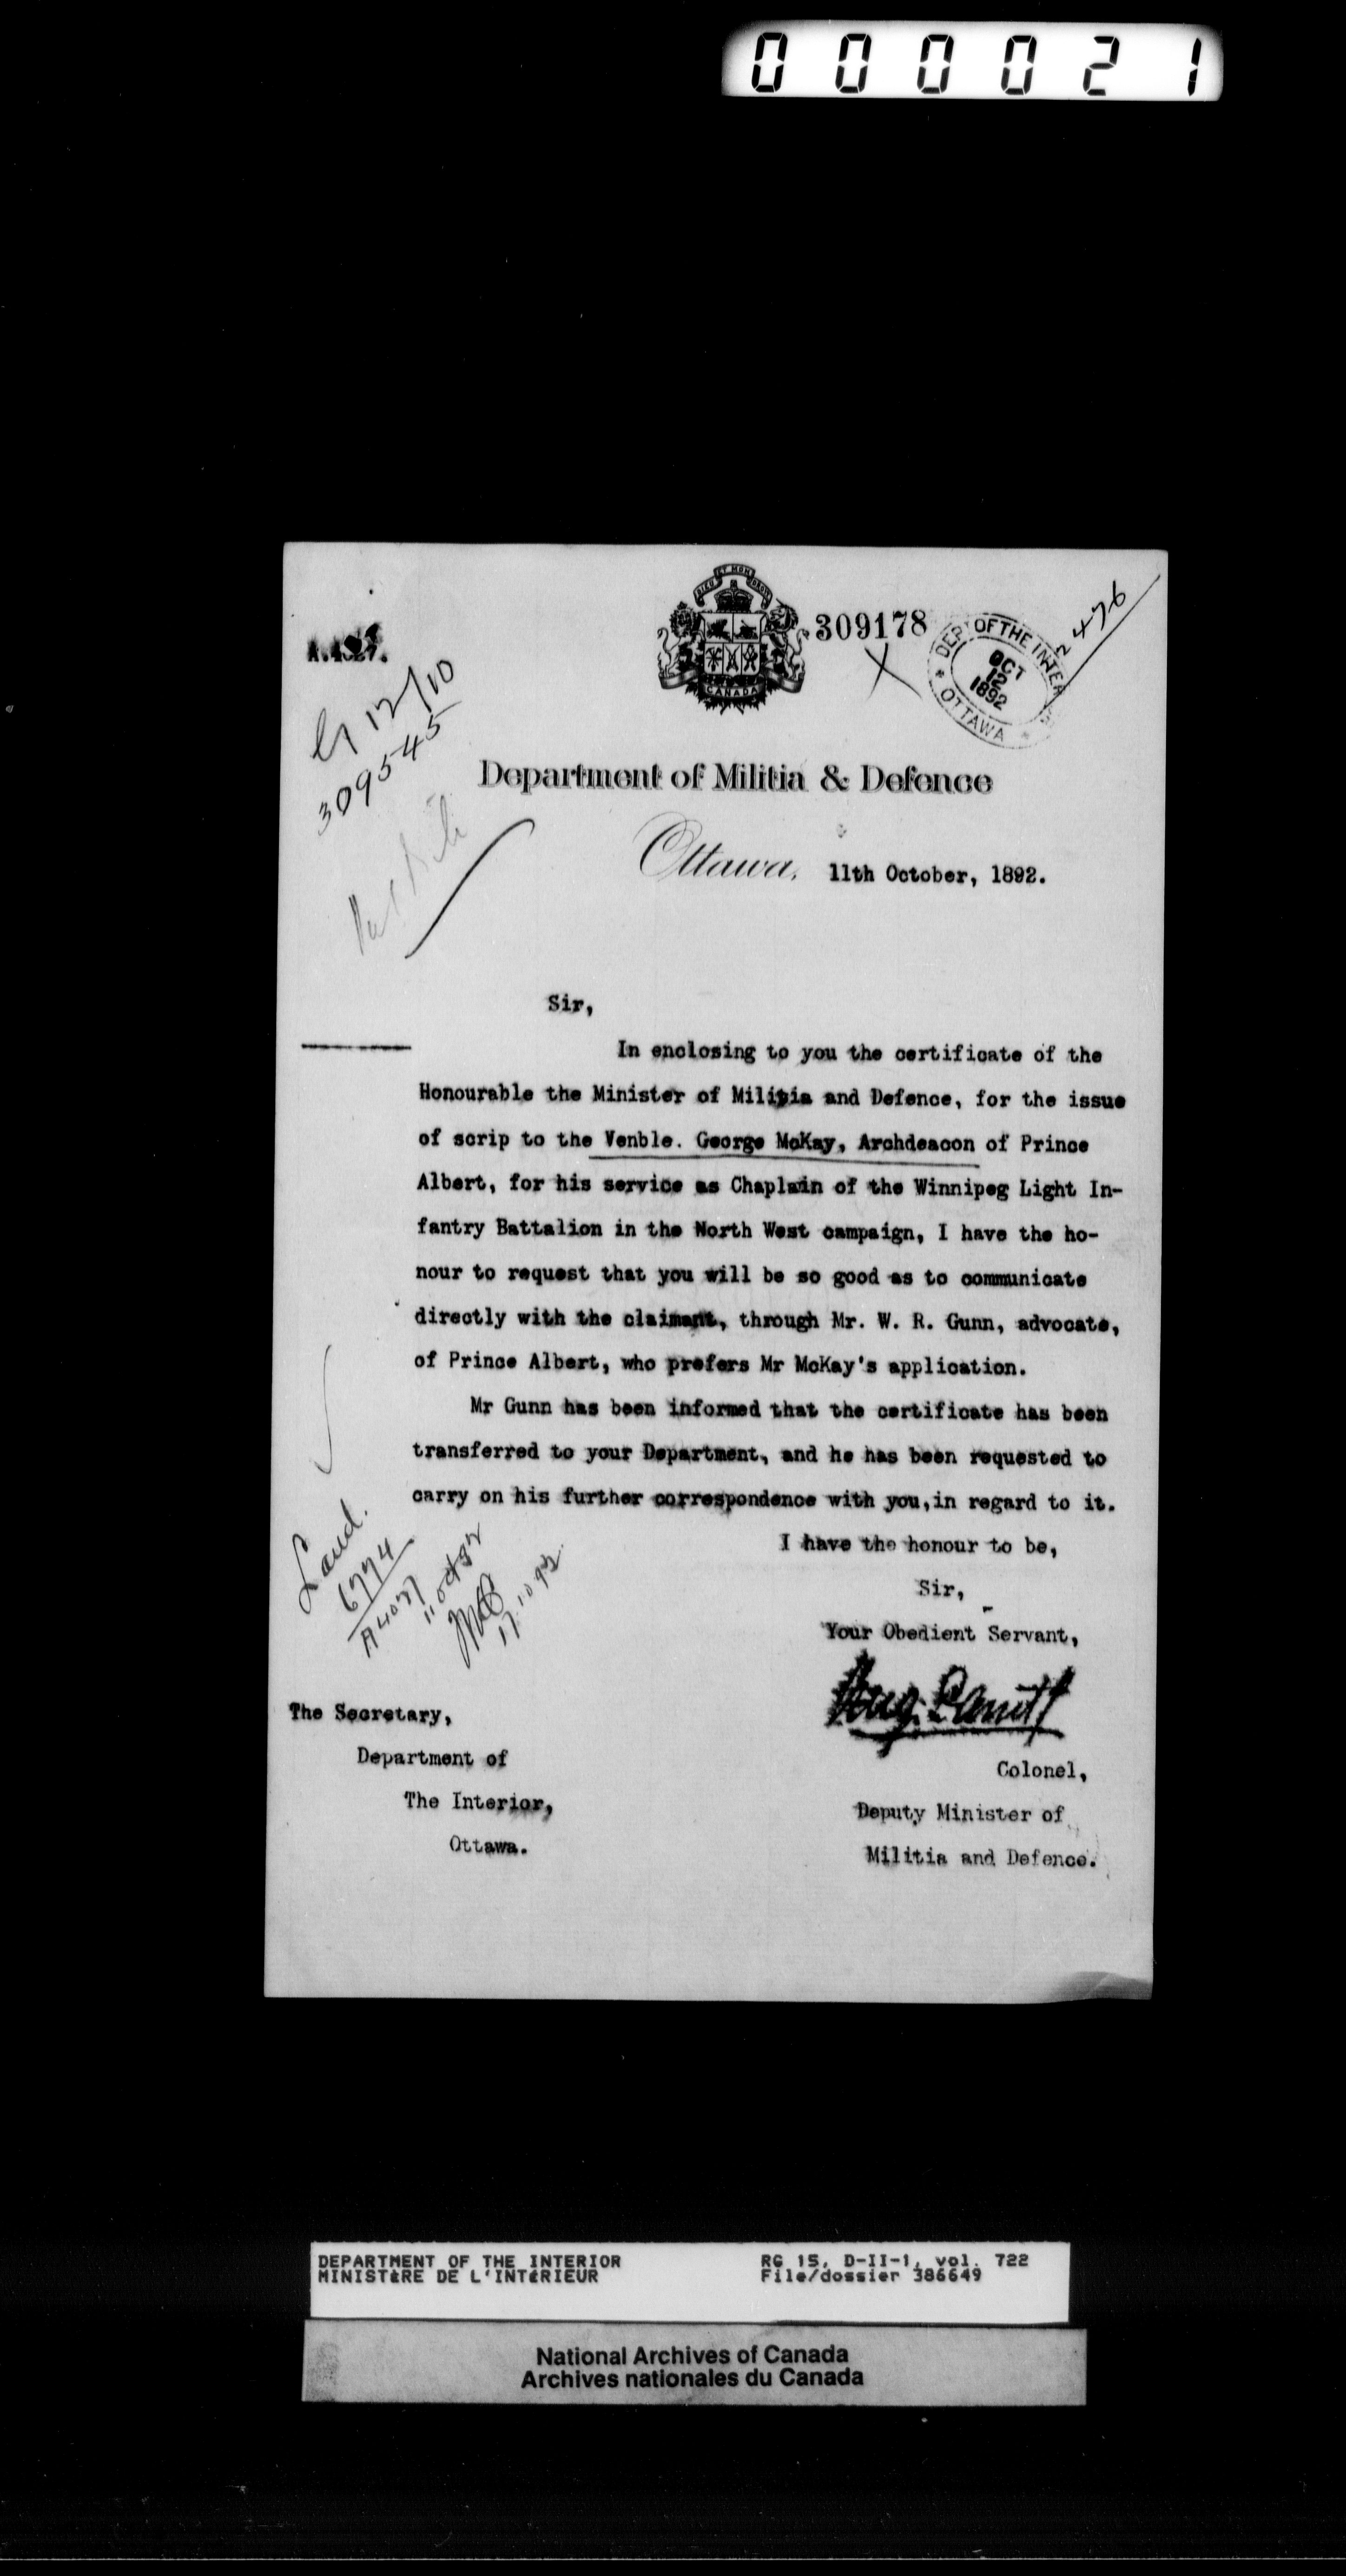 000021
DIEU ET MON DROIT
CANADA
309178
DEPT OF THE INTER
OCT
12
1892
OTTAWA
2476
12/10
309545
Department of Militia & Defence
Ottawa, 11th October, 1892.
Sir,
In enclosing to you the certificate of the
Honourable the Minister of Militia and Defence, for the issue
of scrip to the Venble. George McKay, Archdeacon of Prince
Albert, for his service as Chaplain of the Winnipeg Light In-
fantry Battalion in the North West campaign, I have the ho-
nour to request that you will be so good as to communicate
directly with the claimant, through Mr. W. R. Gunn, advocate,
of Prince Albert, who prefers Mr McKay's application.
Mr Gunn has been informed that the certificate has been
transferred to your Department, and he has been requested to
carry on his further correspondence with you, in regard to it.
I have the honour to be,
Sir,
Your Obedient Servant,
Colonel,
Deputy Minister of
Militia and Defence.
The Secretary,
Department of
The Interior,
Ottawa.
DEPARTMENT OF THE INTERIOR
MINISTÈRE DE L'INTÉRIEUR
RG 15, D-II-1, vol. 722
File/dossier 386649
National Archives of Canada
Archives nationales du Canada